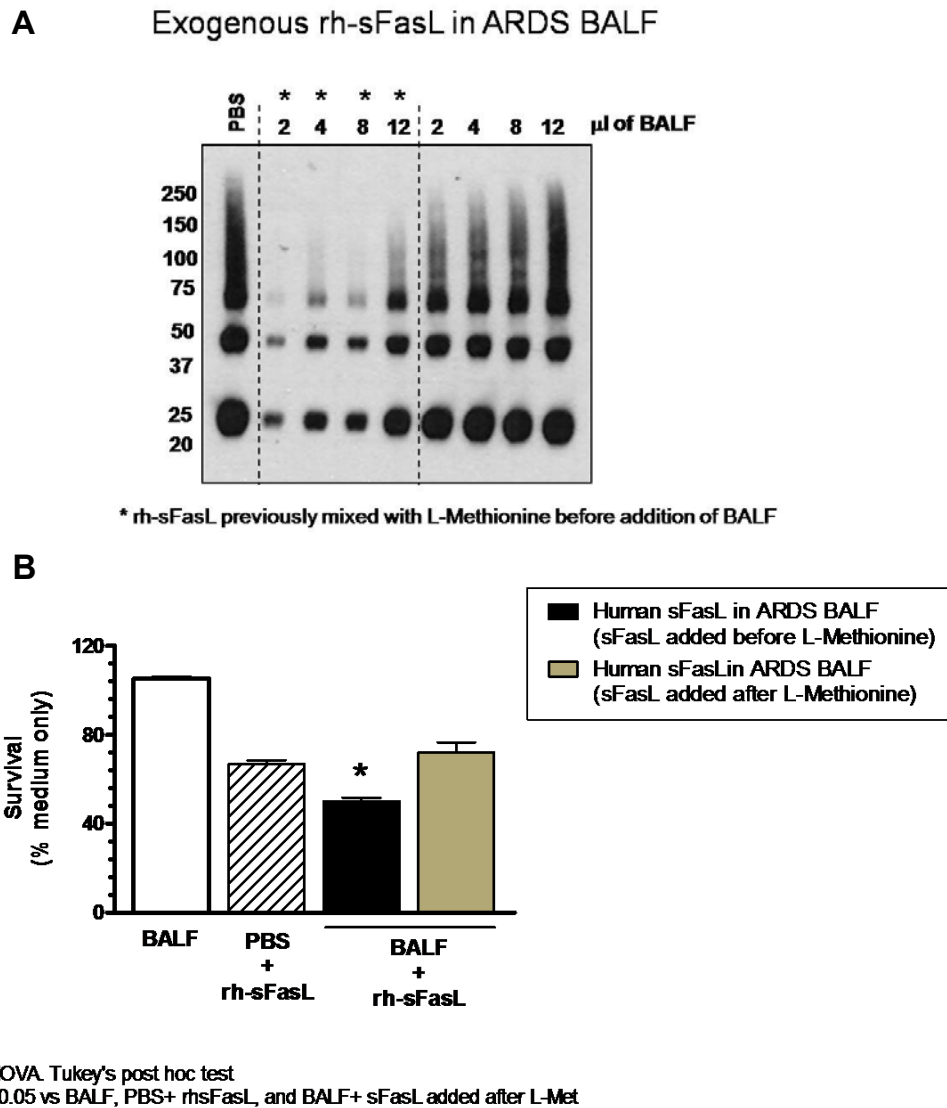 A
Exogenous rh-sFasL in ARDS BALF
PBS
* * * *
2 4 8 12 2 4 8 12 µl of BALF
250
150
100
75
50
37
25
20
* rh-sFasL previously mixed with L-Methionine before addition of BALF
B
Human sFasL in ARDS BALF
(sFasL added before L-Methionine)
Human sFasLin ARDS BALF
(sFasL added after L-Methionine)
Survival
(% medium only)
120
80
40
0
*
BALF
PBS
+
rh-sFasL
BALF
+
rh-sFasL
OVA. Tukey's post hoc test
0.05 vs BALF, PBS+ rhsFasL, and BALF+ sFasL added after L-Met